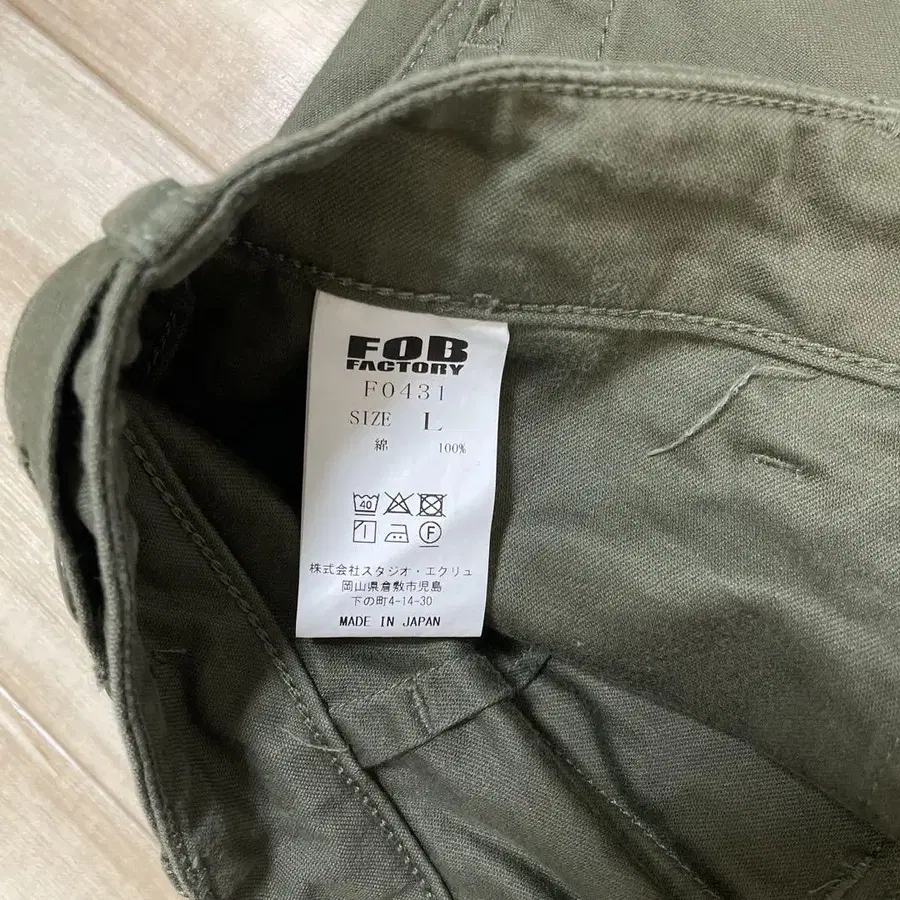 FOB
FACTORY
F0431
SIZE L
綿 100%
40
F
株式会社スタジオ・エクリュ
岡山県倉敷市児島
下の町4-14-30
MADE IN JAPAN